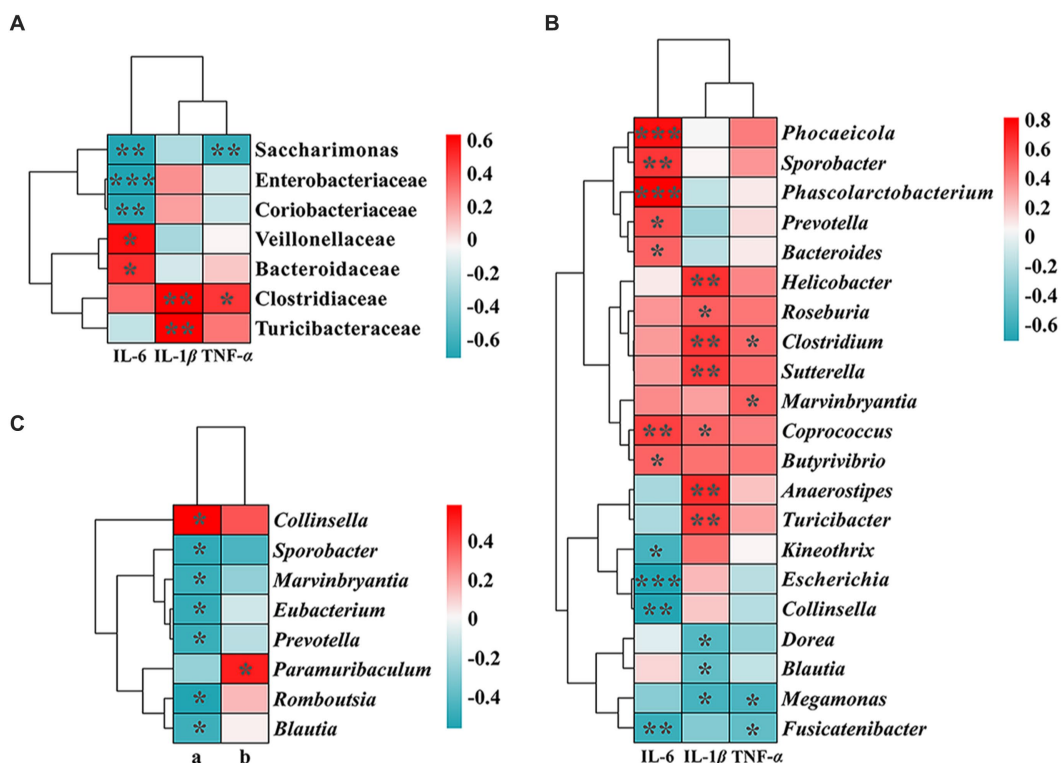 A
** ** Saccharimonas
*** Enterobacteriaceae
** Coriobacteriaceae
* Veillonellaceae
* Bacteroidaceae
** * Clostridiaceae
** Turicibacteraceae
IL-6 IL-1β TNF-α
0.6
0.4
0.2
0
-0.2
-0.4
-0.6
B
*** Phocaeicola
** Sporobacter
*** Phascolarctobacterium
* Prevotella
* Bacteroides
** Helicobacter
* Roseburia
** * Clostridium
** Sutterella
* Marvinbryantia
** * Coprococcus
* Butyrivibrio
** Anaerostipes
** Turicibacter
* Kineothrix
*** Escherichia
** Collinsella
* Dorea
* Blautia
* * Megamonas
** * Fusicatenibacter
IL-6 IL-1β TNF-α
0.8
0.6
0.4
0.2
0
-0.2
-0.4
-0.6
C
* Collinsella
* Sporobacter
* Marvinbryantia
* Eubacterium
* Prevotella
* Paramuribaculum
* Romboutsia
* Blautia
a b
0.4
0.2
0
-0.2
-0.4